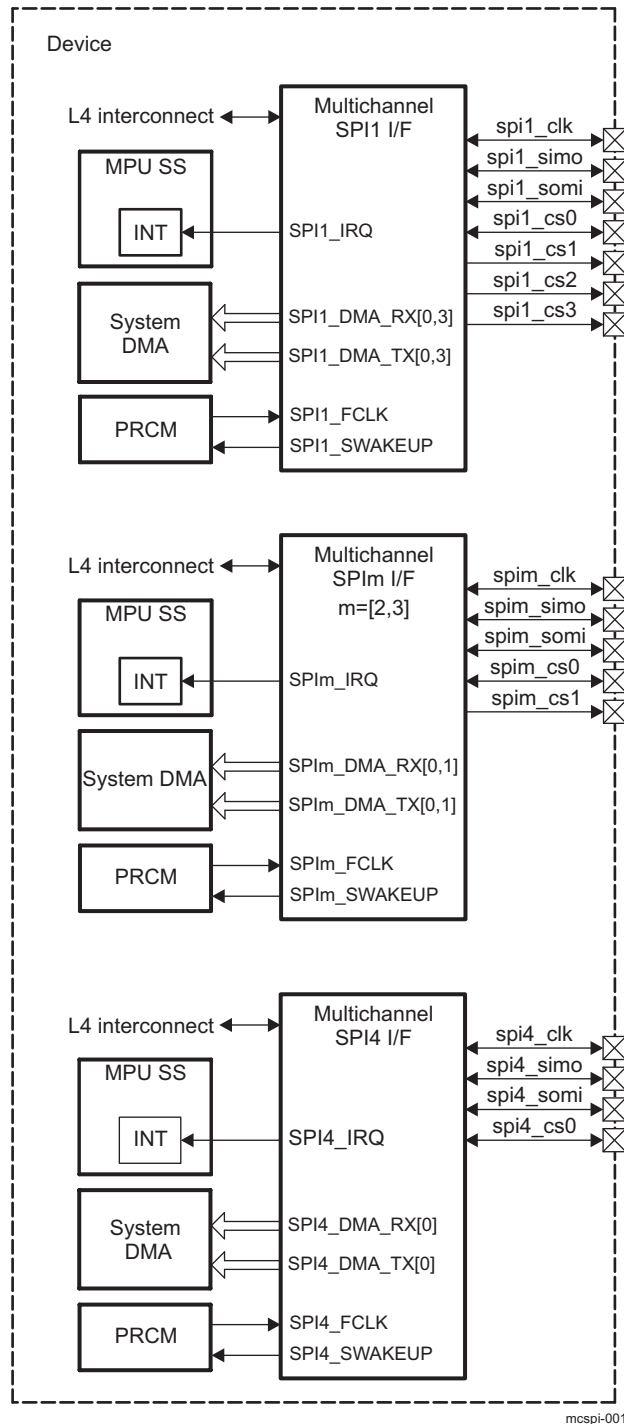 Device
L4 interconnect
Multichannel
SPI1 I/F
MPU SS
INT
SPI1_IRQ
System
DMA
SPI1_DMA_RX[0,3]
SPI1_DMA_TX[0,3]
PRCM
SPI1_FCLK
SPI1_SWAKEUP
spi1_clk
spi1_simo
spi1_somi
spi1_cs0
spi1_cs1
spi1_cs2
spi1_cs3
L4 interconnect
Multichannel
SPIm I/F
m=[2,3]
MPU SS
INT
SPIm_IRQ
System DMA
SPIm_DMA_RX[0,1]
SPIm_DMA_TX[0,1]
PRCM
SPIm_FCLK
SPIm_SWAKEUP
spim_clk
spim_simo
spim_somi
spim_cs0
spim_cs1
L4 interconnect
Multichannel
SPI4 I/F
MPU SS
INT
SPI4_IRQ
System
DMA
SPI4_DMA_RX[0]
SPI4_DMA_TX[0]
PRCM
SPI4_FCLK
SPI4_SWAKEUP
spi4_clk
spi4_simo
spi4_somi
spi4_cs0
mcspi-001